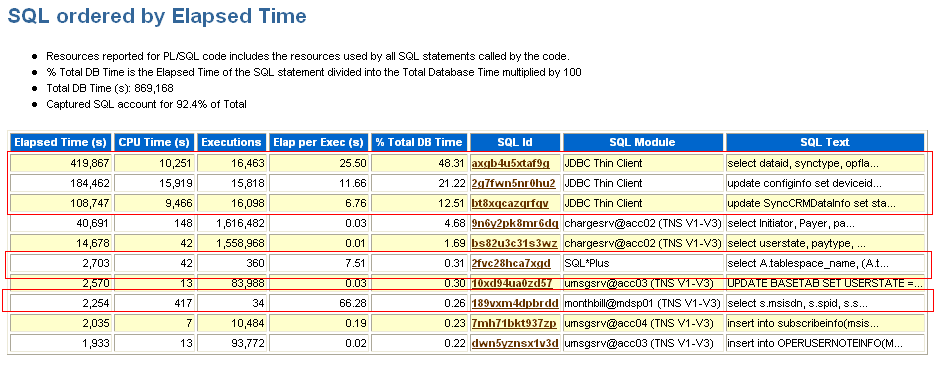 SQL ordered by Elapsed Time
Resources reported for PL/SQL code includes the resources used by all SQL statements called by the code.
% Total DB Time is the Elapsed Time of the SQL statement divided into the Total Database Time multiplied by 100
Total DB Time (s): 869,168
Captured SQL account for 92.4% of Total
Elapsed Time (s) CPU Time (s) Executions Elap per Exec (s) % Total DB Time SQL Id SQL Module SQL Text
419,867 10,251 16,463 25.50 48.31 axgb4u5xtaf9g JDBC Thin Client select dataid, synctype, opfla...
184,462 15,919 15,818 11.66 21.22 2g7fwn5nr0hu2 JDBC Thin Client update configinfo set deviceid...
108,747 9,466 16,098 6.76 12.51 bt8xqcazqrfqv JDBC Thin Client update SyncCRMDataInfo set sta...
40,691 148 1,616,482 0.03 4.68 9n6y2pk8mr6dq chargesrv@acc02 (TNS V1-V3) select Initiator, Payer, pa...
14,678 42 1,558,968 0.01 1.69 bs82u3c31s3wz chargesrv@acc02 (TNS V1-V3) select userstate, paytype, ...
2,703 42 360 7.51 0.31 2fvc28hca7xgd SQL*Plus select A.tablespace_name, (A.t...
2,570 13 83,988 0.03 0.30 10xd94ua0zd57 umsgsrv@acc03 (TNS V1-V3) UPDATE BASETAB SET USERSTATE =...
2,254 417 34 66.28 0.26 189vxm4dpbrdd monthbill@mdsp01 (TNS V1-V3) select s.msisdn, s.spid, s.s...
2,035 7 10,484 0.19 0.23 7mh71bkt937zp umsgsrv@acc04 (TNS V1-V3) insert into subscribeinfo(msis...
1,933 13 93,772 0.02 0.22 dwn5yznsx1v3d umsgsrv@acc03 (TNS V1-V3) insert into OPERUSERNOTEINFO(M...